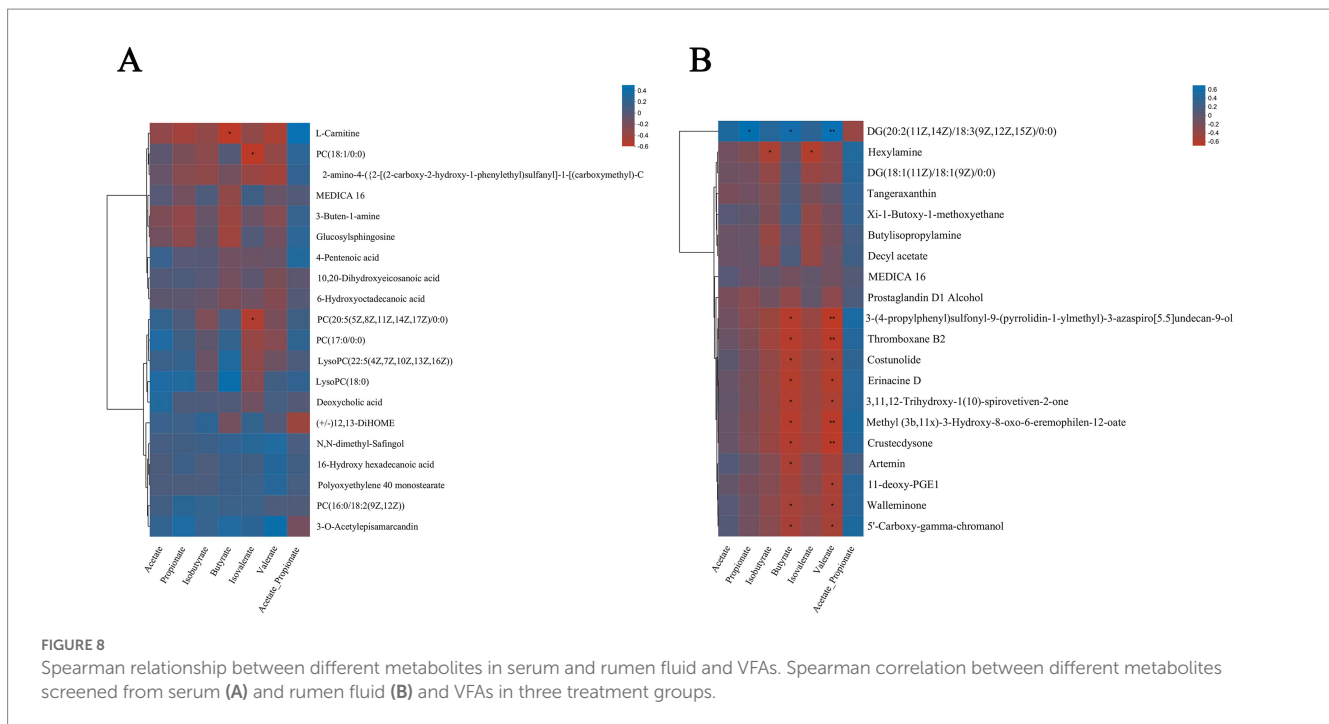 A
0.4
0.2
0
-0.2
-0.4
-0.6
L-Carnitine
*
PC(18:1/0:0)
*
2-amino-4-({2-[(2-carboxy-2-hydroxy-1-phenylethyl)sulfanyl]-1-[(carboxymethyl)-C
MEDICA 16
3-Buten-1-amine
Glucosylsphingosine
4-Pentenoic acid
10,20-Dihydroxyeicosanoic acid
6-Hydroxyoctadecanoic acid
PC(20:5(5Z,8Z,11Z,14Z,17Z)/0:0)
*
PC(17:0/0:0)
LysoPC(22:5(4Z,7Z,10Z,13Z,16Z))
LysoPC(18:0)
Deoxycholic acid
(+/-)12,13-DiHOME
N,N-dimethyl-Safingol
16-Hydroxy hexadecanoic acid
Polyoxyethylene 40 monostearate
PC(16:0/18:2(9Z,12Z))
3-O-Acetylepisamarcandin
Acetate
Propionate
Isobutyrate
Butyrate
Isovalerate
Valerate
Acetate_Propionate
B
0.6
0.4
0.2
0
-0.2
-0.4
-0.6
* * ** DG(20:2(11Z,14Z)/18:3(9Z,12Z,15Z)/0:0)
* * Hexylamine
DG(18:1(11Z)/18:1(9Z)/0:0)
Tangeraxanthin
Xi-1-Butoxy-1-methoxyethane
Butylisopropylamine
Decyl acetate
MEDICA 16
Prostaglandin D1 Alcohol
* ** 3-(4-propylphenyl)sulfonyl-9-(pyrrolidin-1-ylmethyl)-3-azaspiro[5.5]undecan-9-ol
* ** Thromboxane B2
* * Costunolide
* * Erinacine D
* * 3,11,12-Trihydroxy-1(10)-spirovetiven-2-one
* ** Methyl (3b,11x)-3-Hydroxy-8-oxo-6-eremophilen-12-oate
* ** Crustecdysone
* Artemin
* 11-deoxy-PGE1
* * Walleminone
* * 5'-Carboxy-gamma-chromanol
Acetate
Propionate
Isobutyrate
Butyrate
Isovalerate
Valerate
Acetate_Propionate
FIGURE 8
Spearman relationship between different metabolites in serum and rumen fluid and VFAs. Spearman correlation between different metabolites
screened from serum (A) and rumen fluid (B) and VFAs in three treatment groups.